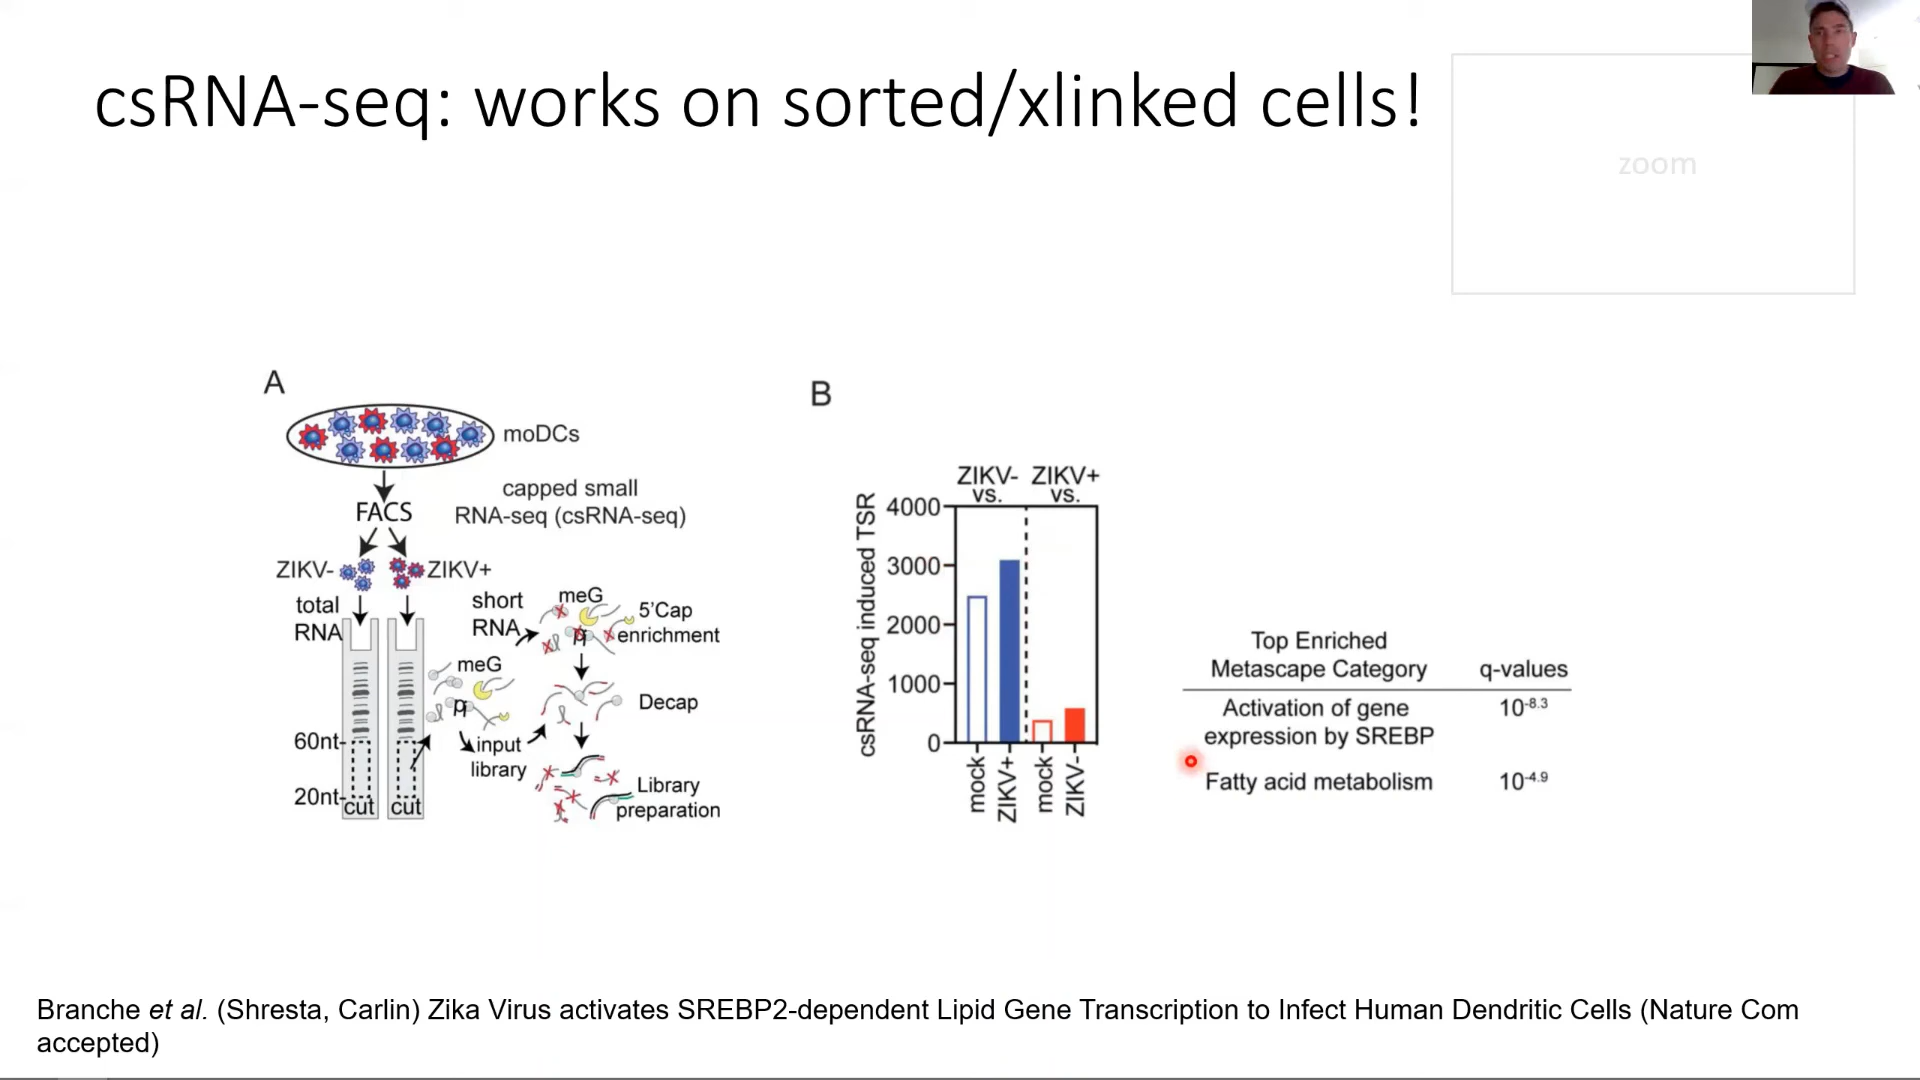 csRNA-seq: works on sorted/xlinked cells!
zoom
A
moDCs
FACS
capped small
RNA-seq (csRNA-seq)
ZIKV-
ZIKV+
total
RNA
60nt-
20nt-
cut
cut
meG
p
input
library
short
RNA
meG
p
5'Cap
enrichment
Decap
Library
preparation
B
ZIKV- ZIKV+
vs. vs.
csRNA-seq induced TSR
4000
3000
2000
1000
0
mock
ZIKV+
mock
ZIKV-
Top Enriched
Metascape Category q-values
Activation of gene 10-8.3
expression by SREBP
Fatty acid metabolism 10-4.9
Branche et al. (Shresta, Carlin) Zika Virus activates SREBP2-dependent Lipid Gene Transcription to Infect Human Dendritic Cells (Nature Com
accepted)